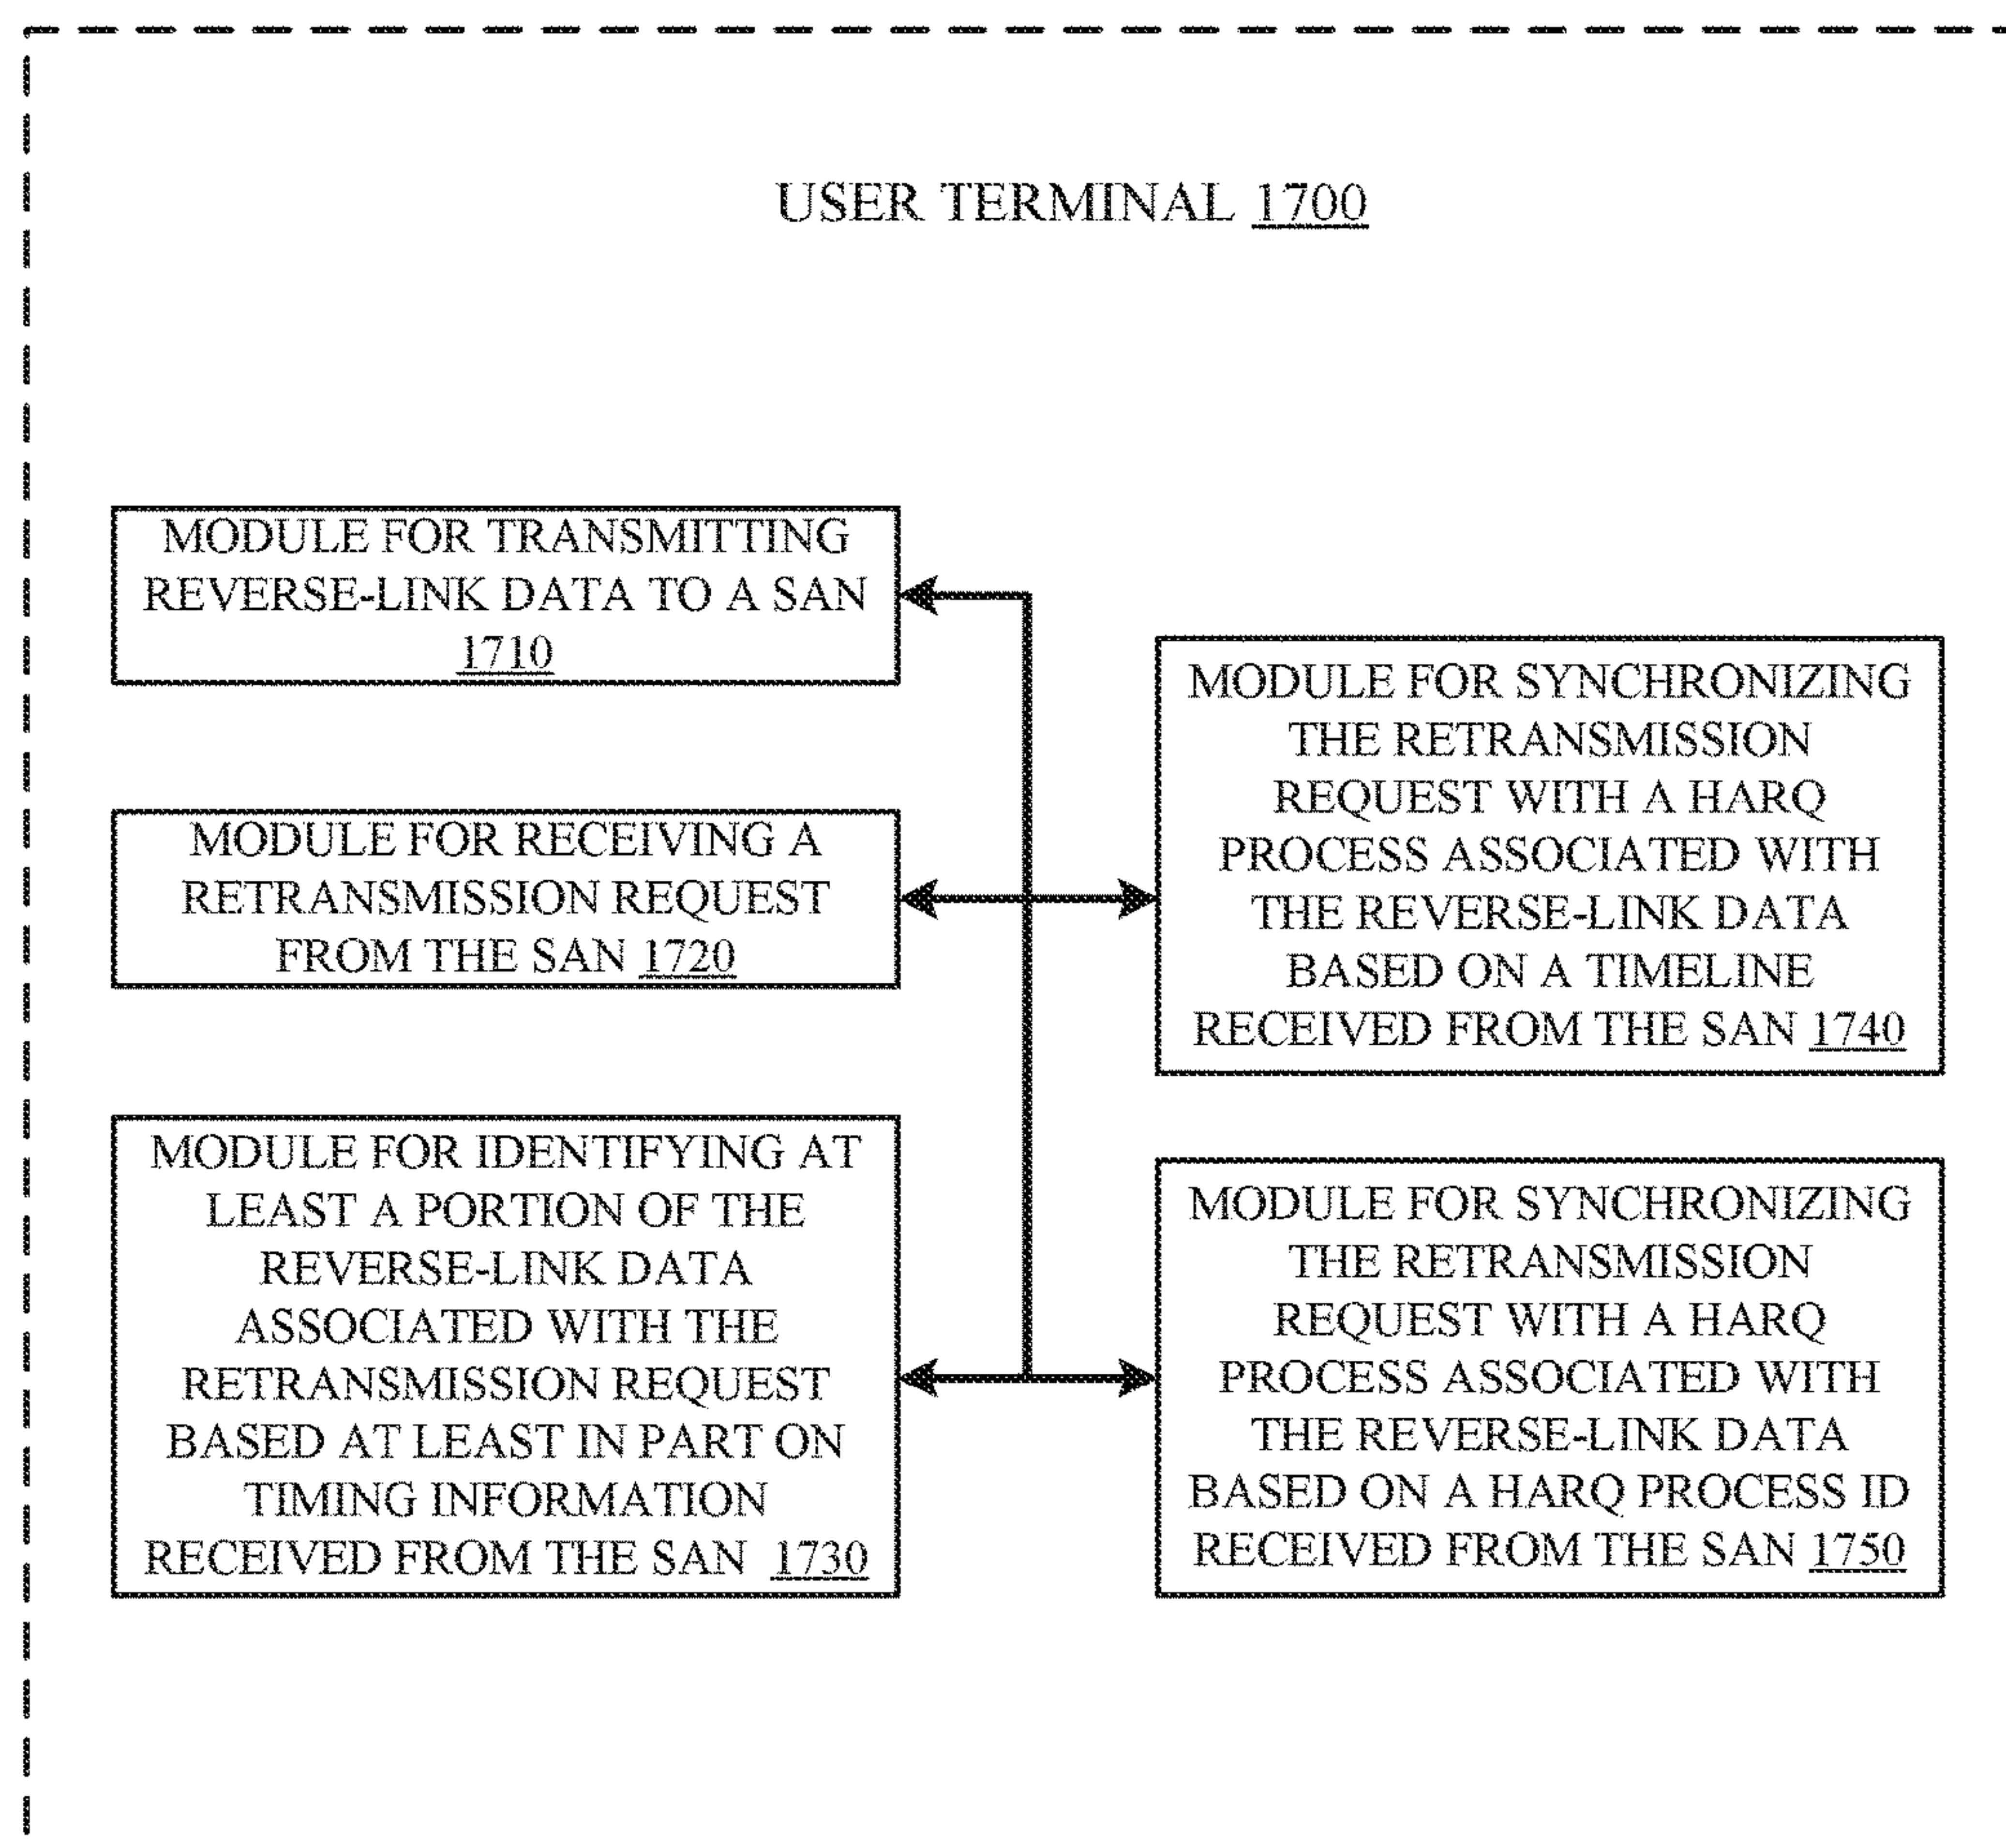 USER TERMINAL 1700
MODULE FOR TRANSMITTING
REVERSE-LINK DATA TO A SAN
1710
MODULE FOR RECEIVING A
RETRANSMISSION REQUEST
FROM THE SAN 1720
MODULE FOR IDENTIFYING AT
LEAST A PORTION OF THE
REVERSE-LINK DATA
ASSOCIATED WITH THE
RETRANSMISSION REQUEST
BASED AT LEAST IN PART ON
TIMING INFORMATION
RECEIVED FROM THE SAN 1730
MODULE FOR SYNCHRONIZING
THE RETRANSMISSION
REQUEST WITH A HARQ
PROCESS ASSOCIATED WITH
THE REVERSE-LINK DATA
BASED ON A TIMELINE
RECEIVED FROM THE SAN 1740
MODULE FOR SYNCHRONIZING
THE RETRANSMISSION
REQUEST WITH A HARQ
PROCESS ASSOCIATED WITH
THE REVERSE-LINK DATA
BASED ON A HARQ PROCESS ID
RECEIVED FROM THE SAN 1750